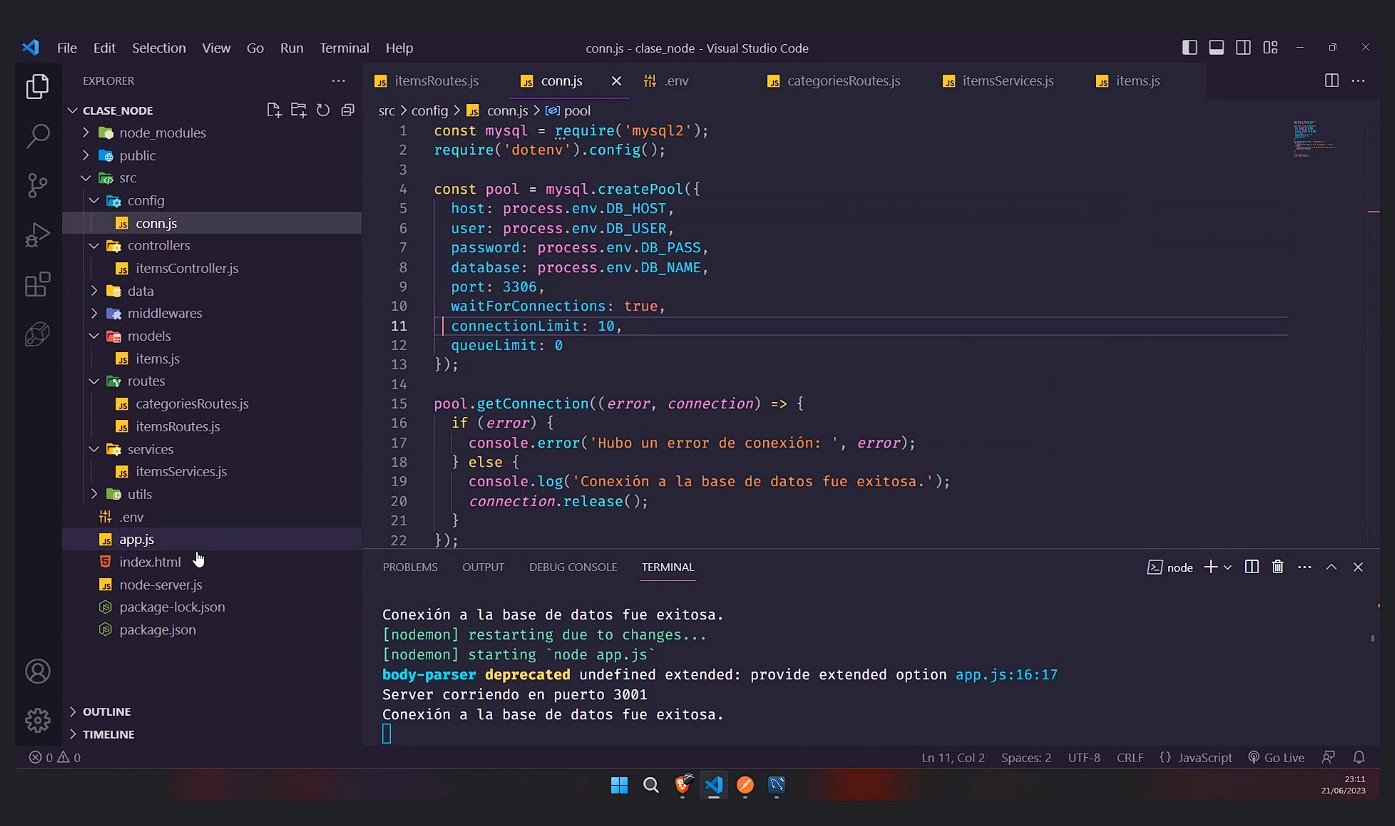 File Edit Selection View Go Run Terminal Help
conn.js - clase_node - Visual Studio Code
EXPLORER
CLASE_NODE
node_modules
public
src
config
conn.js
controllers
itemsController.js
data
middlewares
models
items.js
routes
categoriesRoutes.js
itemsRoutes.js
services
itemsServices.js
utils
.env
app.js
index.html
node-server.js
package-lock.json
package.json
OUTLINE
TIMELINE
itemsRoutes.js conn.js .env categoriesRoutes.js itemsServices.js items.js
src > config > conn.js > pool
1 const mysql = require('mysql2');
2 require('dotenv').config();
3
4 const pool = mysql.createPool({
5 host: process.env.DB_HOST,
6 user: process.env.DB_USER,
7 password: process.env.DB_PASS,
8 database: process.env.DB_NAME,
9 port: 3306,
10 waitForConnections: true,
11 connectionLimit: 10,
12 queueLimit: 0
13 });
14
15 pool.getConnection((error, connection) => {
16 if (error) {
17 console.error('Hubo un error de conexión: ', error);
18 } else {
19 console.log('Conexión a la base de datos fue exitosa.');
20 connection.release();
21 }
22 });
PROBLEMS OUTPUT DEBUG CONSOLE TERMINAL
node
Conexión a la base de datos fue exitosa.
[nodemon] restarting due to changes...
[nodemon] starting `node app.js`
body-parser deprecated undefined extended: provide extended option app.js:16:17
Server corriendo en puerto 3001
Conexión a la base de datos fue exitosa.
0 0
Ln 11, Col 2 Spaces: 2 UTF-8 CRLF {} JavaScript Go Live
23:11
21/06/2023